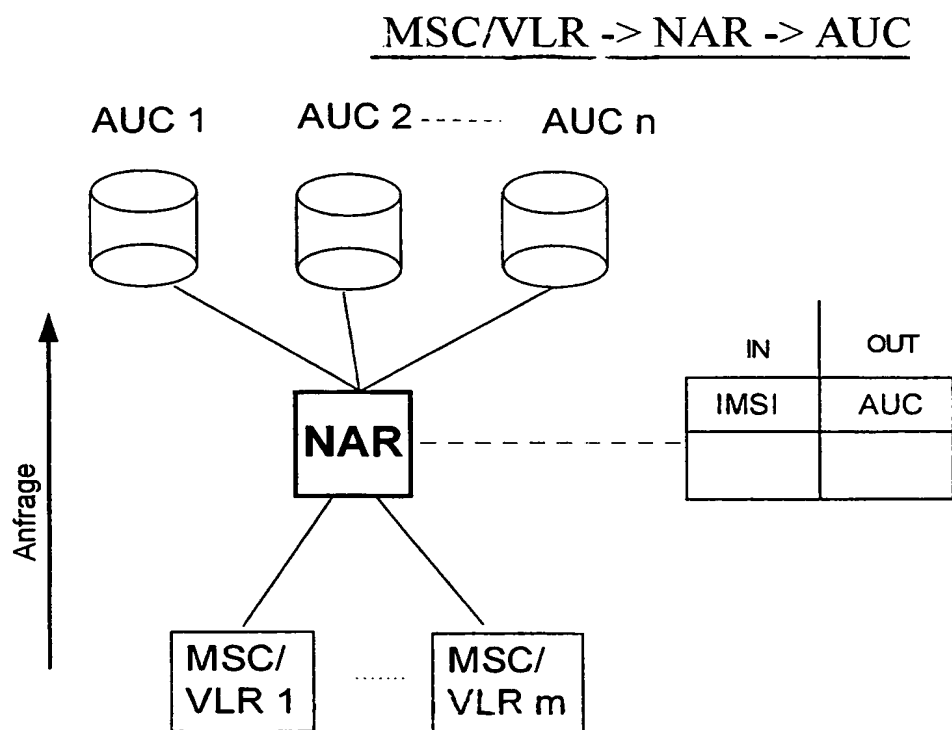 MSC/VLR -> NAR -> AUC
AUC 1 AUC 2 ------ AUC n
IN OUT
IMSI AUC
NAR
Anfrage
MSC/ MSC/
VLR 1 ....... VLR m